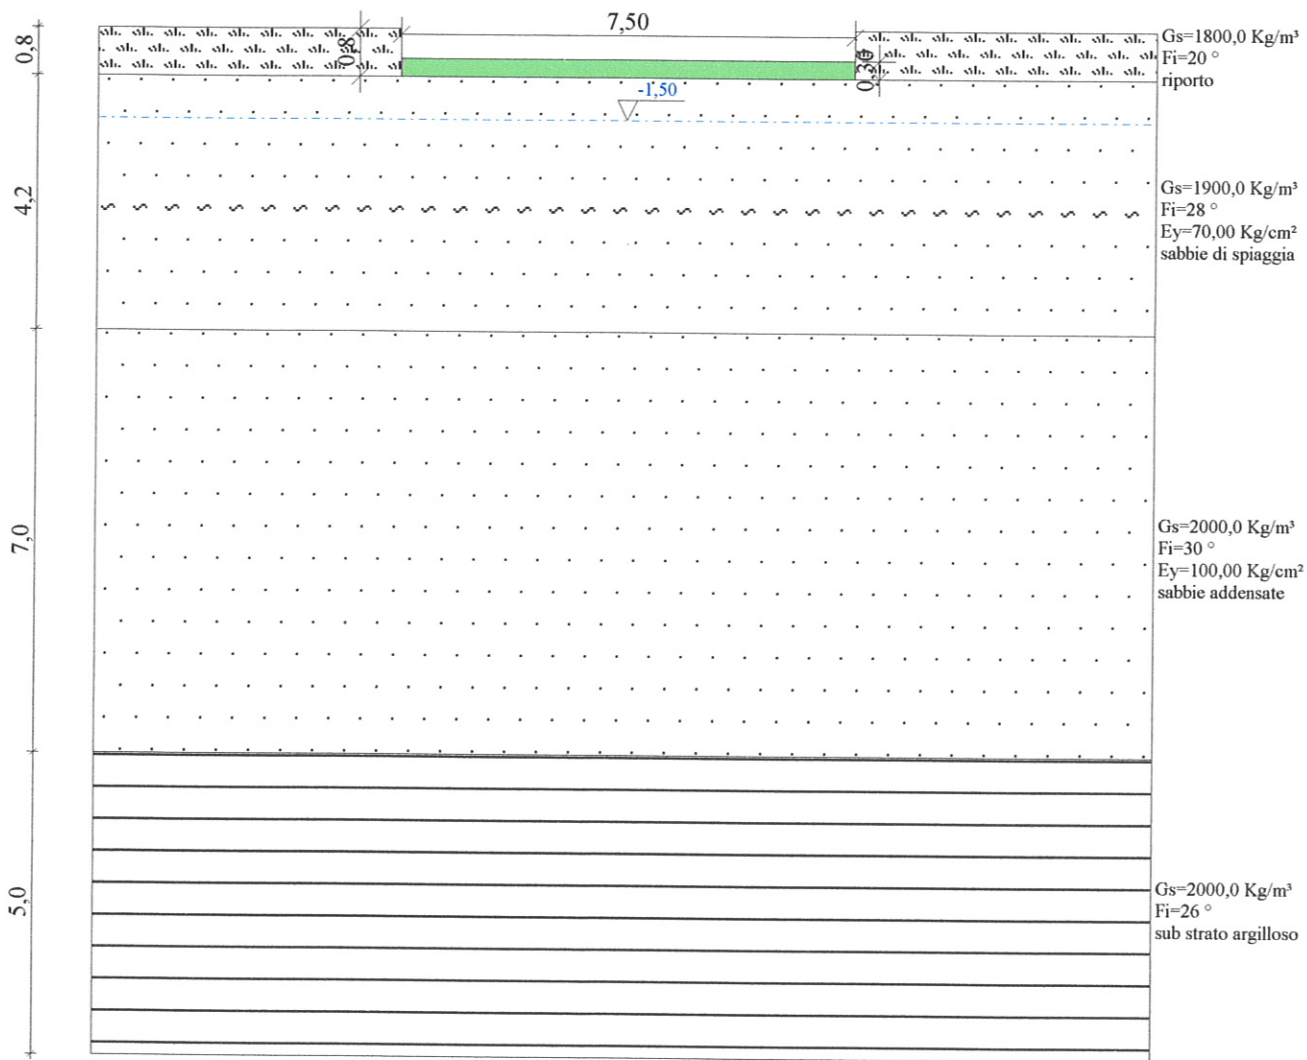 7,50
0,8
0,8
Gs=1800,0 Kg/m³
Fi=20 °
riporto
0,30
-1,50
4,2
Gs=1900,0 Kg/m³
Fi=28 °
Ey=70,00 Kg/cm²
sabbie di spiaggia
7,0
Gs=2000,0 Kg/m³
Fi=30 °
Ey=100,00 Kg/cm²
sabbie addensate
5,0
Gs=2000,0 Kg/m³
Fi=26 °
sub strato argilloso